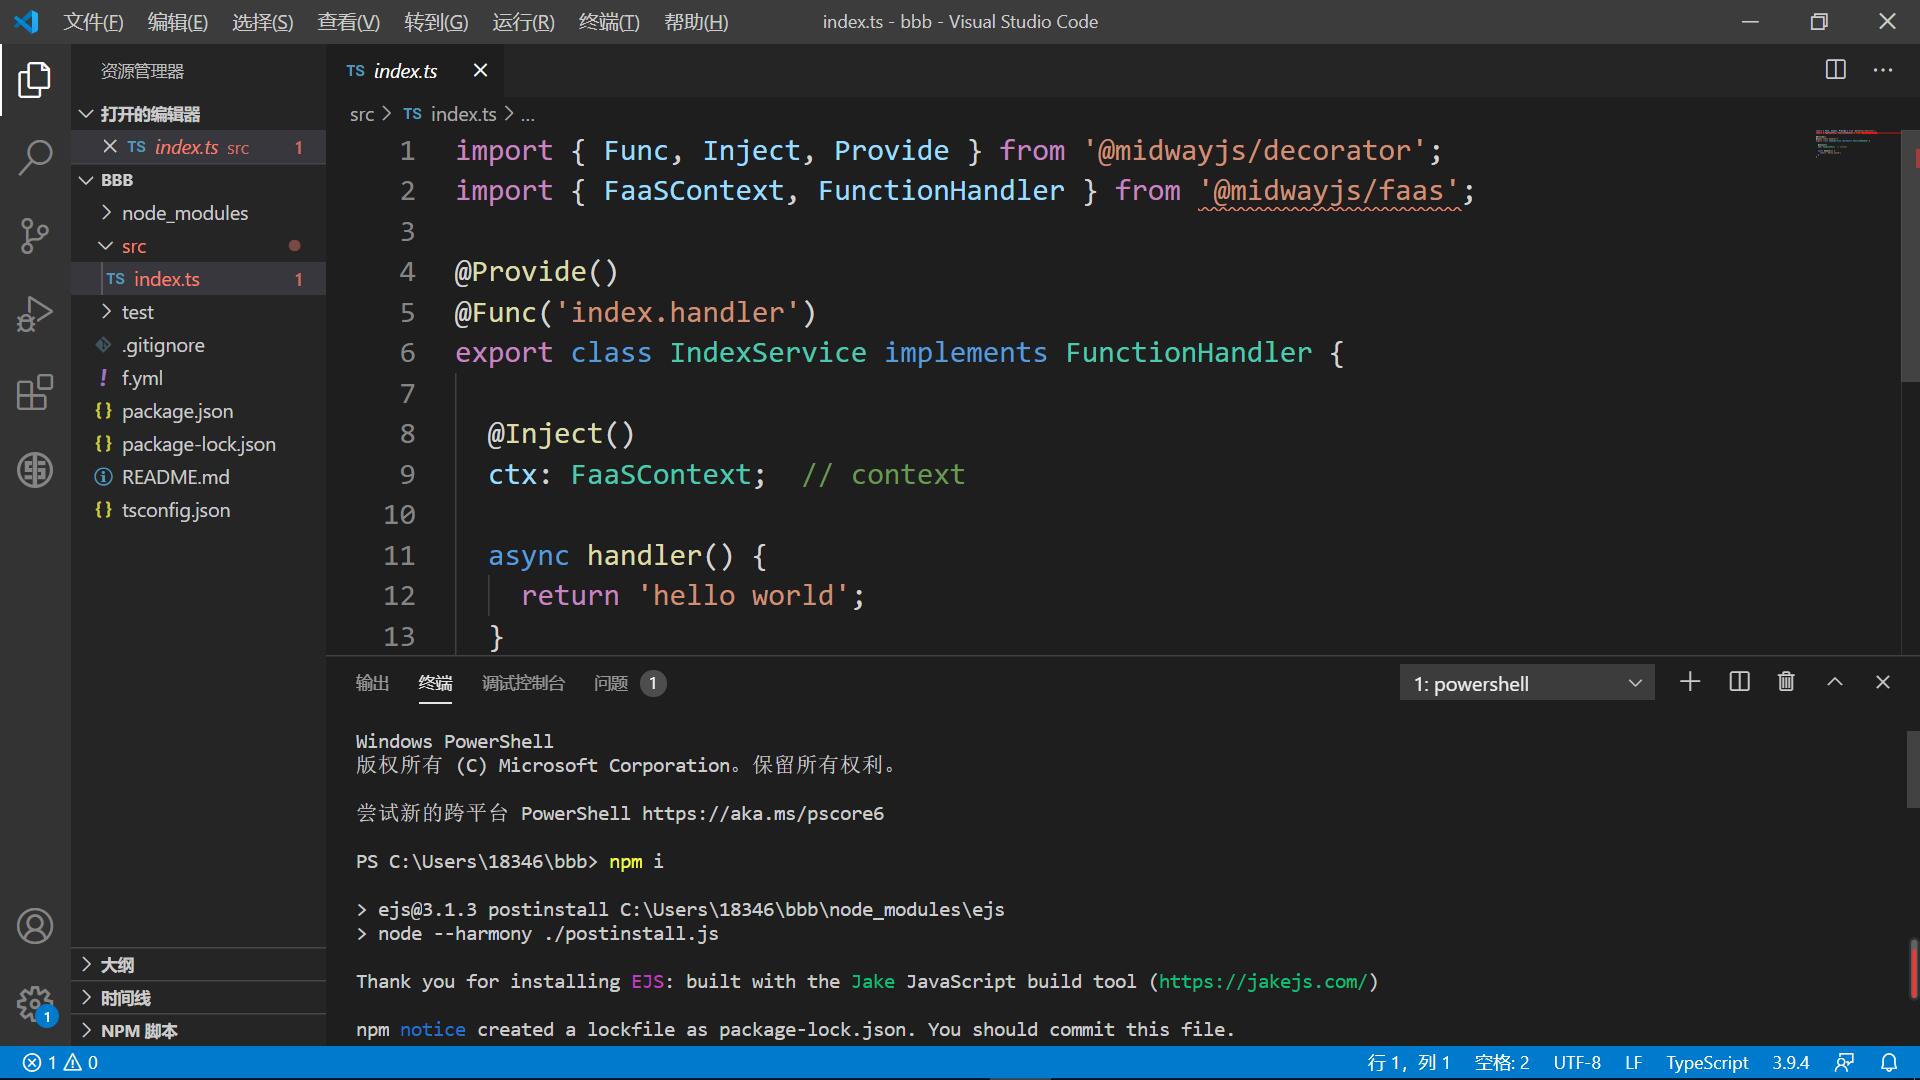 文件(F) 编辑(E) 选择(S) 查看(V) 转到(G) 运行(R) 终端(T) 帮助(H) index.ts - bbb - Visual Studio Code
资源管理器
打开的编辑器
TS index.ts src 1
BBB
node_modules
src
TS index.ts 1
test
.gitignore
! f.yml
{} package.json
{} package-lock.json
README.md
{} tsconfig.json
大纲
时间线
NPM 脚本
1
TS index.ts
src > TS index.ts > ...
1 import { Func, Inject, Provide } from '@midwayjs/decorator';
2 import { FaaSContext, FunctionHandler } from '@midwayjs/faas';
3
4 @Provide()
5 @Func('index.handler')
6 export class IndexService implements FunctionHandler {
7
8 @Inject()
9 ctx: FaaSContext; // context
10
11 async handler() {
12 return 'hello world';
13 }
输出 终端 调试控制台 问题 1 1: powershell
Windows PowerShell
版权所有 (C) Microsoft Corporation。保留所有权利。
尝试新的跨平台 PowerShell https://aka.ms/pscore6
PS C:\Users\18346\bbb> npm i
> ejs@3.1.3 postinstall C:\Users\18346\bbb\node_modules\ejs
> node --harmony ./postinstall.js
Thank you for installing EJS: built with the Jake JavaScript build tool (https://jakejs.com/)
npm notice created a lockfile as package-lock.json. You should commit this file.
1 0 行 1，列 1 空格: 2 UTF-8 LF TypeScript 3.9.4